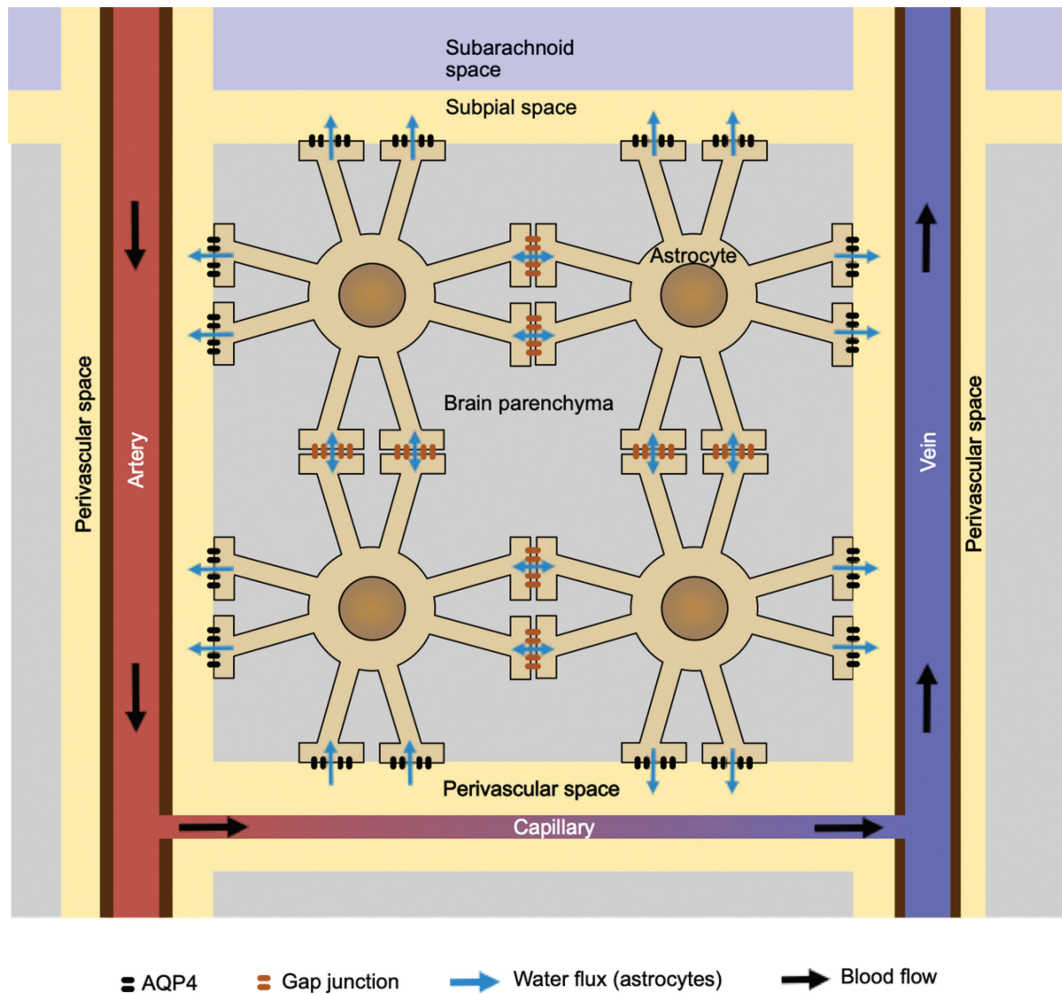 Subarachnoid
space
Subpial space
Astrocyte
Brain parenchyma
Perivascular space
Artery
Vein
Perivascular space
Perivascular space
Capillary
AQP4
Gap junction
Water flux (astrocytes)
Blood flow